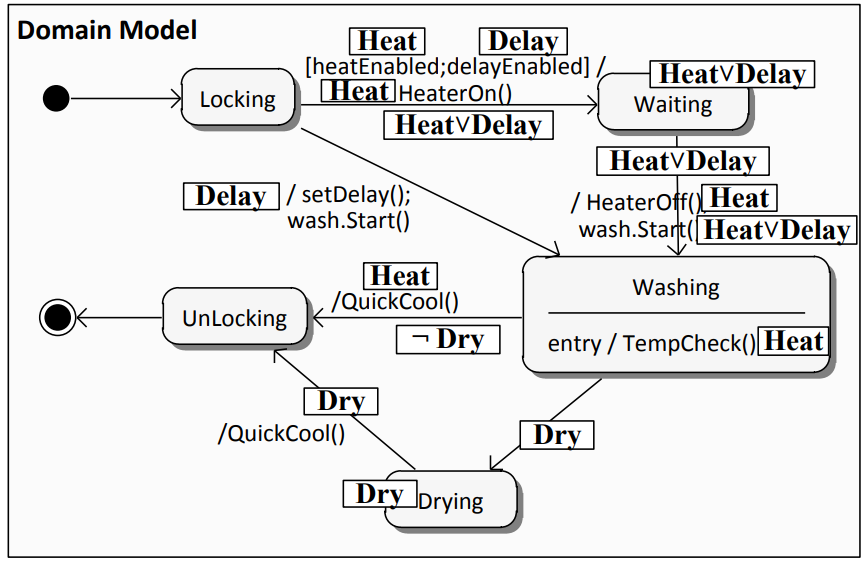 Domain Model
Heat Delay
[heatEnabled;delayEnabled] /
Heat HeaterOn()
Heat∨Delay
Locking
Heat∨Delay
Waiting
Heat∨Delay
Delay / setDelay();
wash.Start()
/ HeaterOff() Heat
wash.Start( Heat∨Delay
Heat
/QuickCool()
¬ Dry
UnLocking
Washing
entry / TempCheck() Heat
Dry
/QuickCool()
Dry
Dry Drying